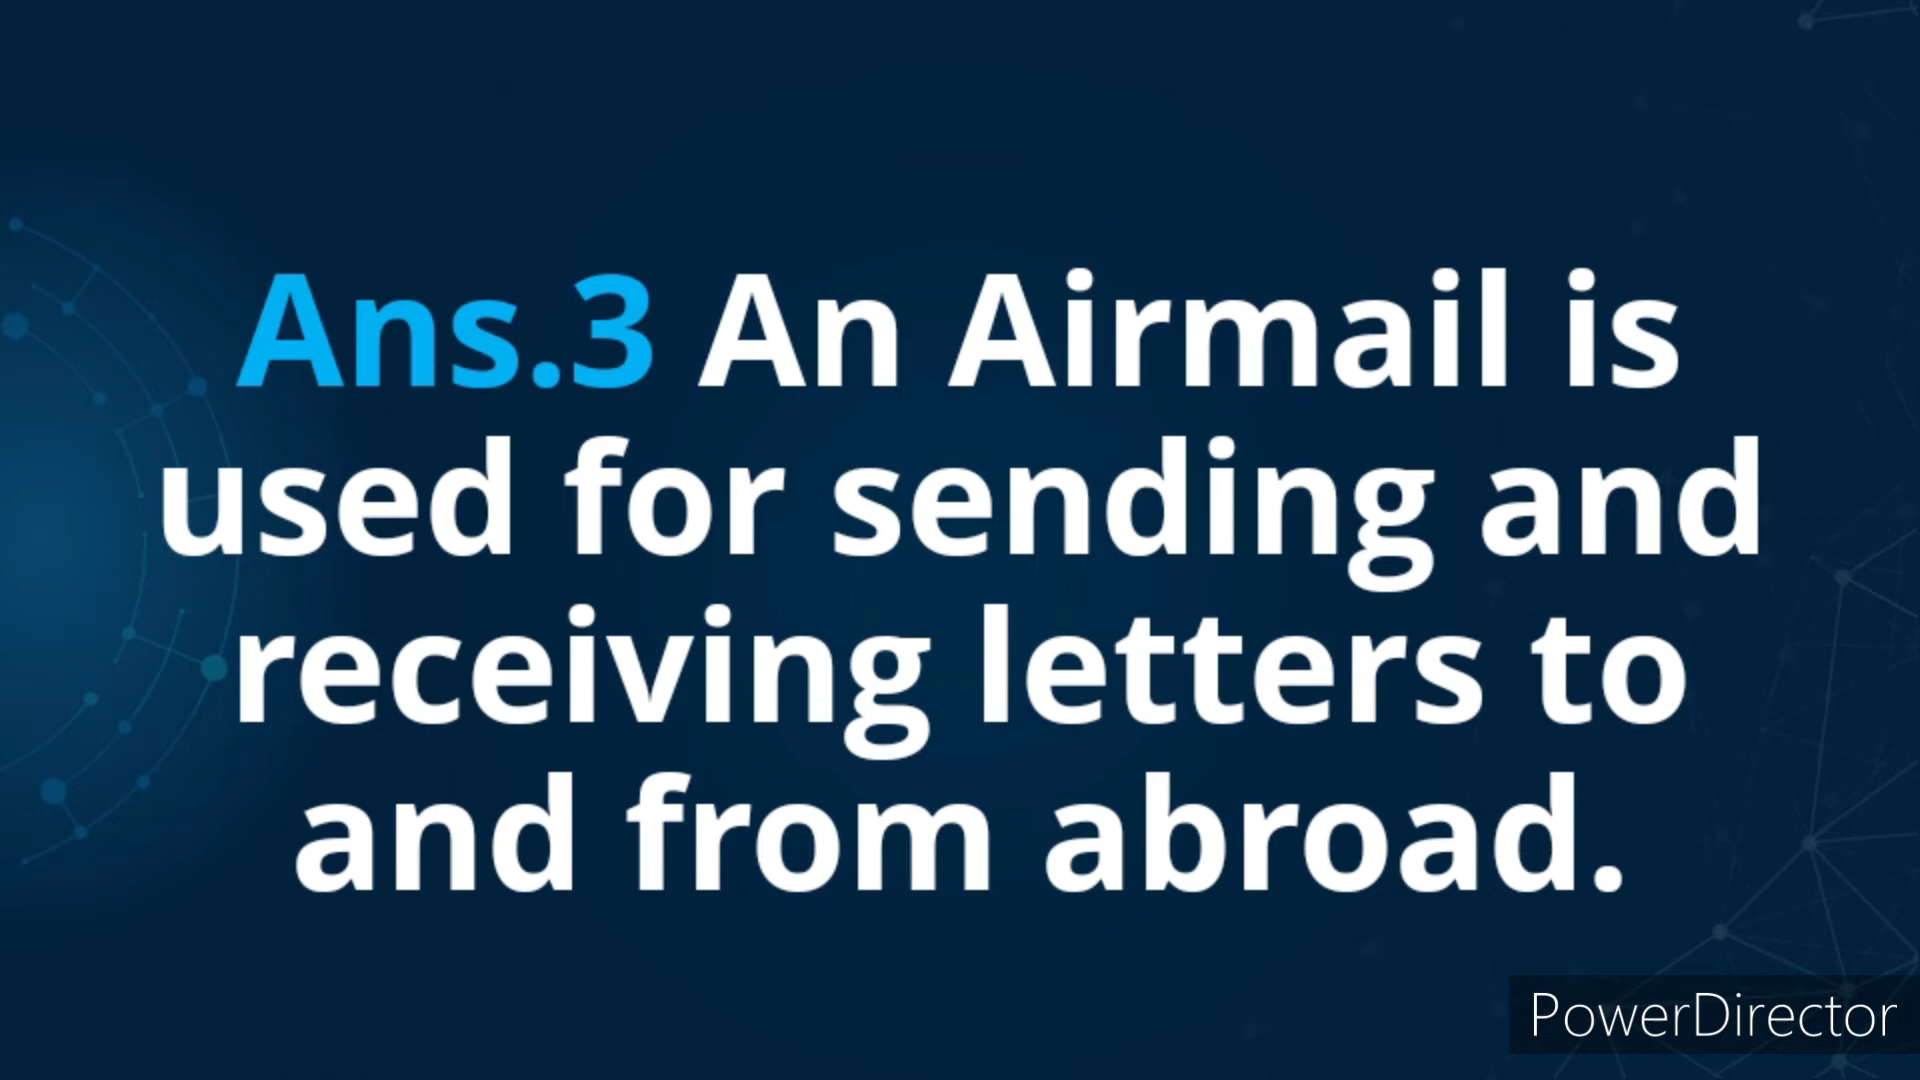 Ans.3 An Airmail is
used for sending and
receiving letters to
and from abroad.
PowerDirector